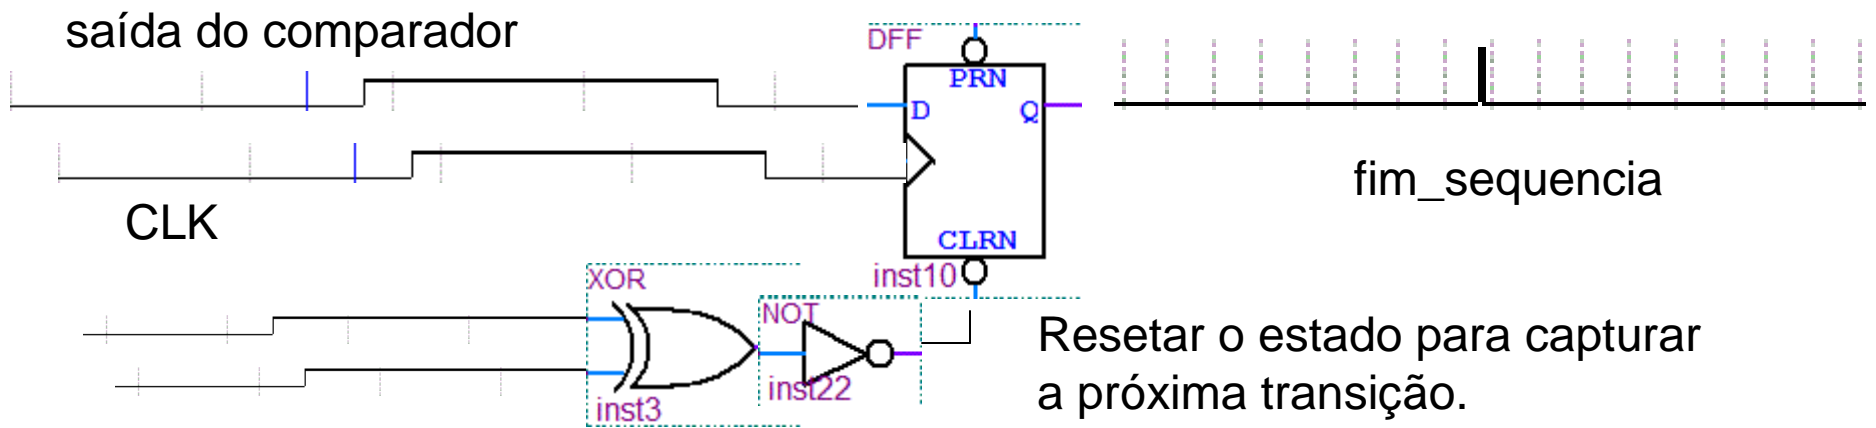 saída do comparador
DFF
PRN
D
Q
CLK
CLRN
inst10
fim_sequencia
XOR
NOT
inst3
inst22
Resetar o estado para capturar
a próxima transição.